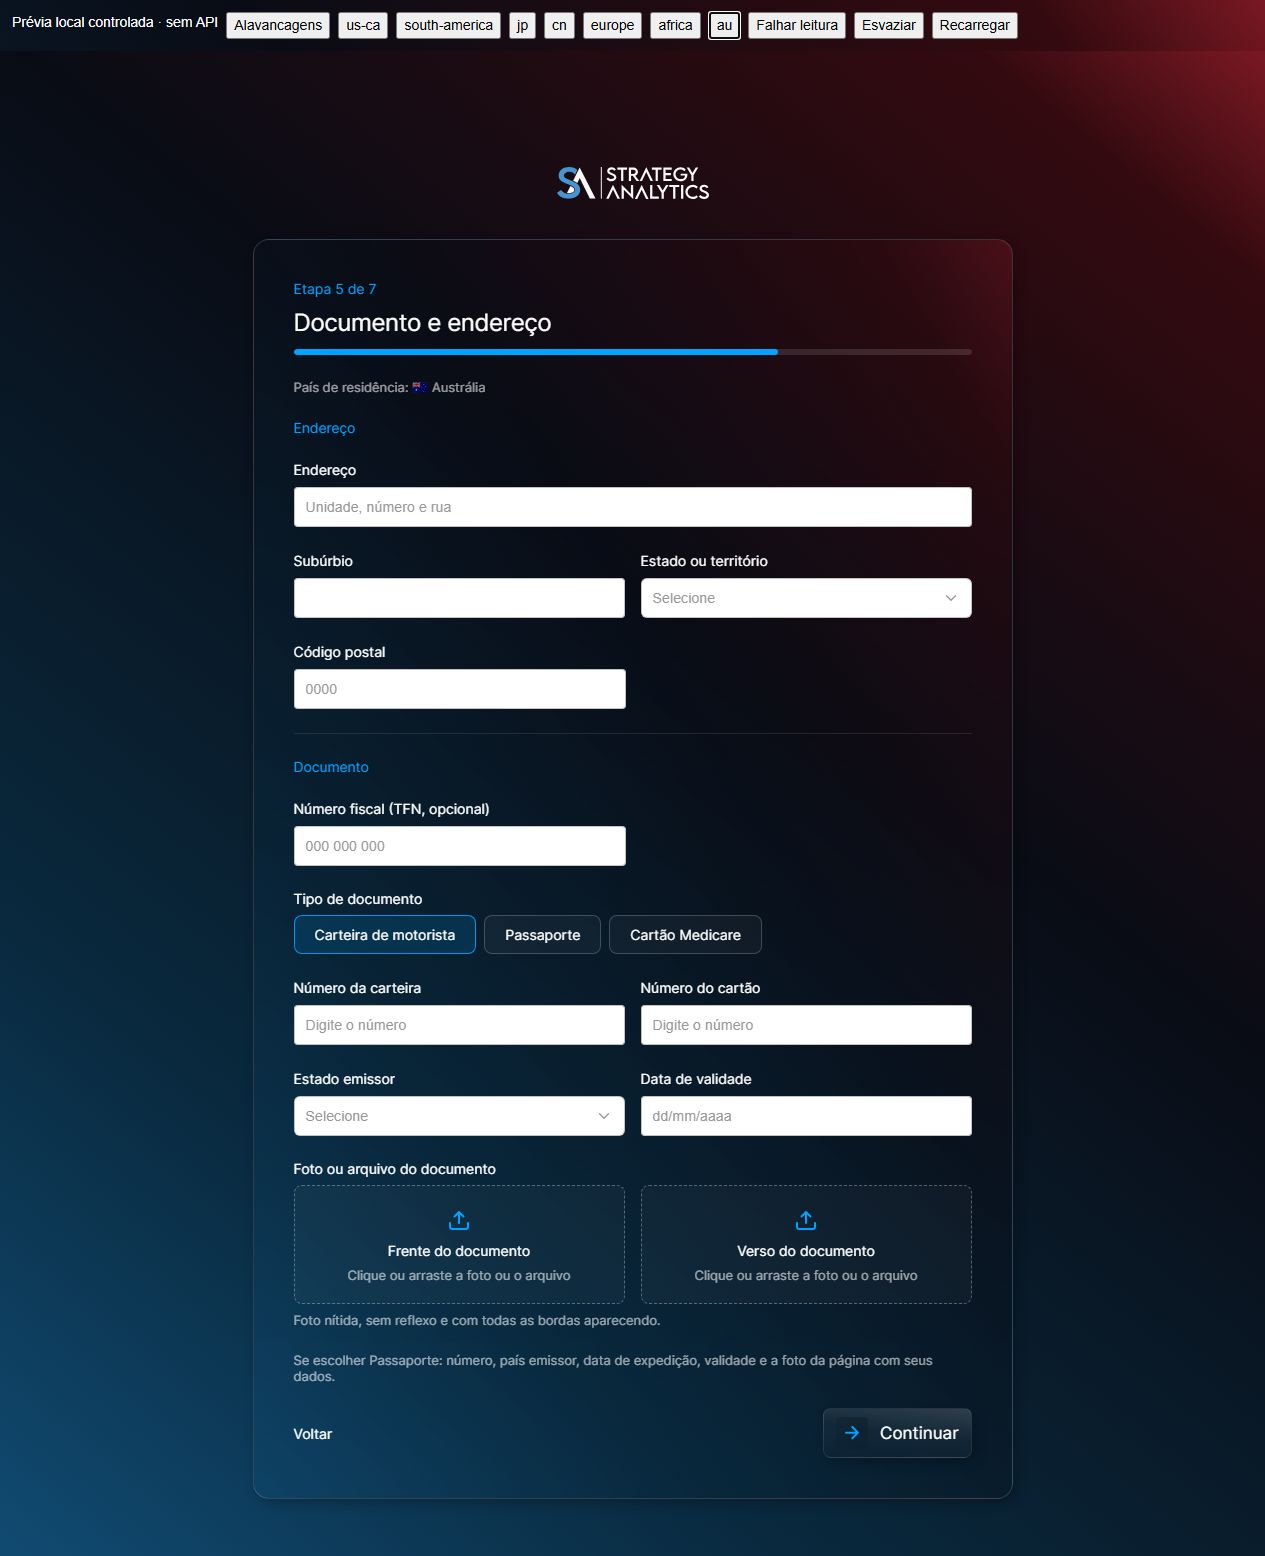 Prévia local controlada · sem API Alavancagens us-ca south-america jp cn europe africa au Falhar leitura Esvaziar Recarregar
SA STRATEGY
ANALYTICS
Etapa 5 de 7
Documento e endereço
País de residência: Austrália
Endereço
Endereço
Unidade, número e rua
Subúrbio Estado ou território
Selecione
Código postal
0000
Documento
Número fiscal (TFN, opcional)
000 000 000
Tipo de documento
Carteira de motorista Passaporte Cartão Medicare
Número da carteira Número do cartão
Digite o número Digite o número
Estado emissor Data de validade
Selecione dd/mm/aaaa
Foto ou arquivo do documento
Frente do documento Verso do documento
Clique ou arraste a foto ou o arquivo Clique ou arraste a foto ou o arquivo
Foto nítida, sem reflexo e com todas as bordas aparecendo.
Se escolher Passaporte: número, país emissor, data de expedição, validade e a foto da página com seus
dados.
Voltar Continuar